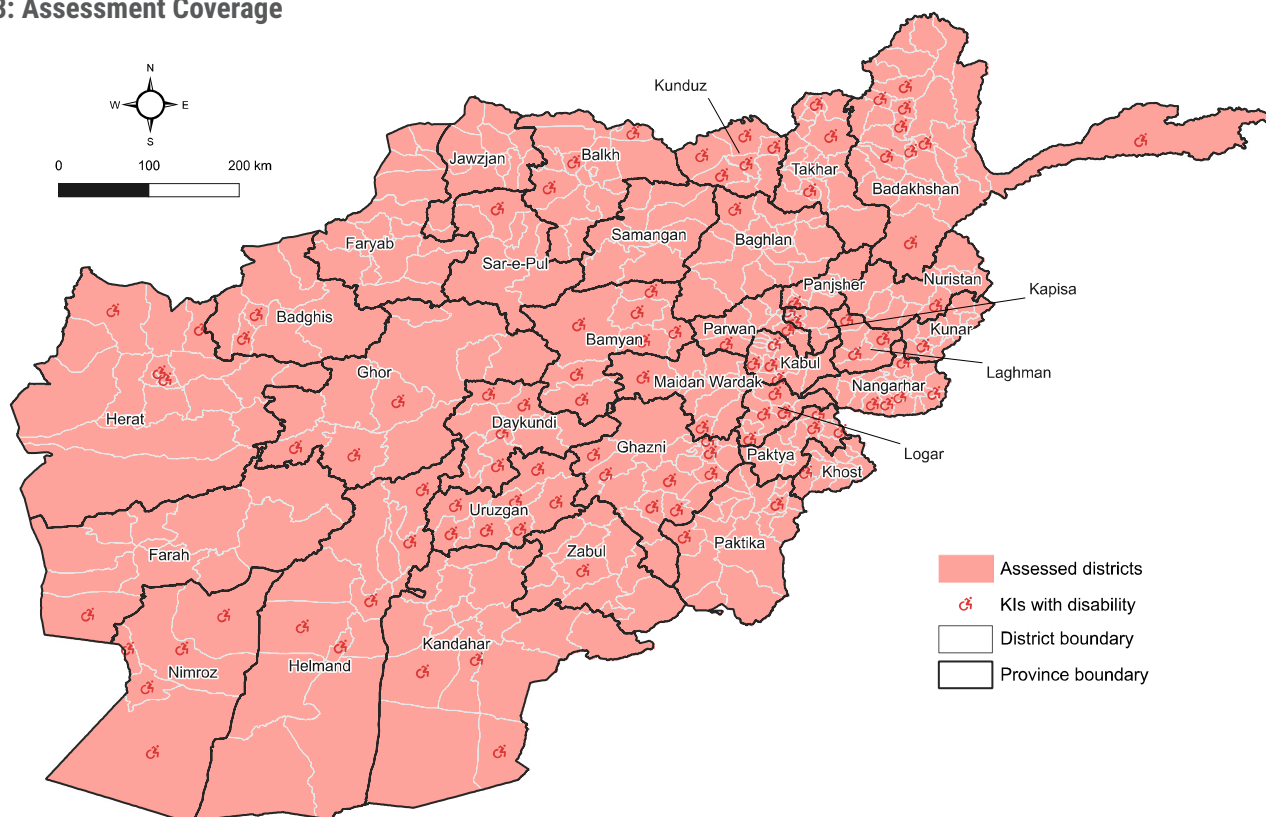 3: Assessment Coverage
N
W
E
S
0 100 200 km
Kunduz
Jawzjan
Balkh
Takhar
Badakhshan
Faryab
Sar-e-Pul
Samangan
Baghlan
Panjsher
Nuristan
Kapisa
Badghis
Bamyan
Parwan
Kunar
Ghor
Kabul
Laghman
Maidan Wardak
Nangarhar
Herat
Daykundi
Ghazni
Paktya
Logar
Khost
Uruzgan
Farah
Zabul
Paktika
Kandahar
Nimroz
Helmand
Assessed districts
KIs with disability
District boundary
Province boundary